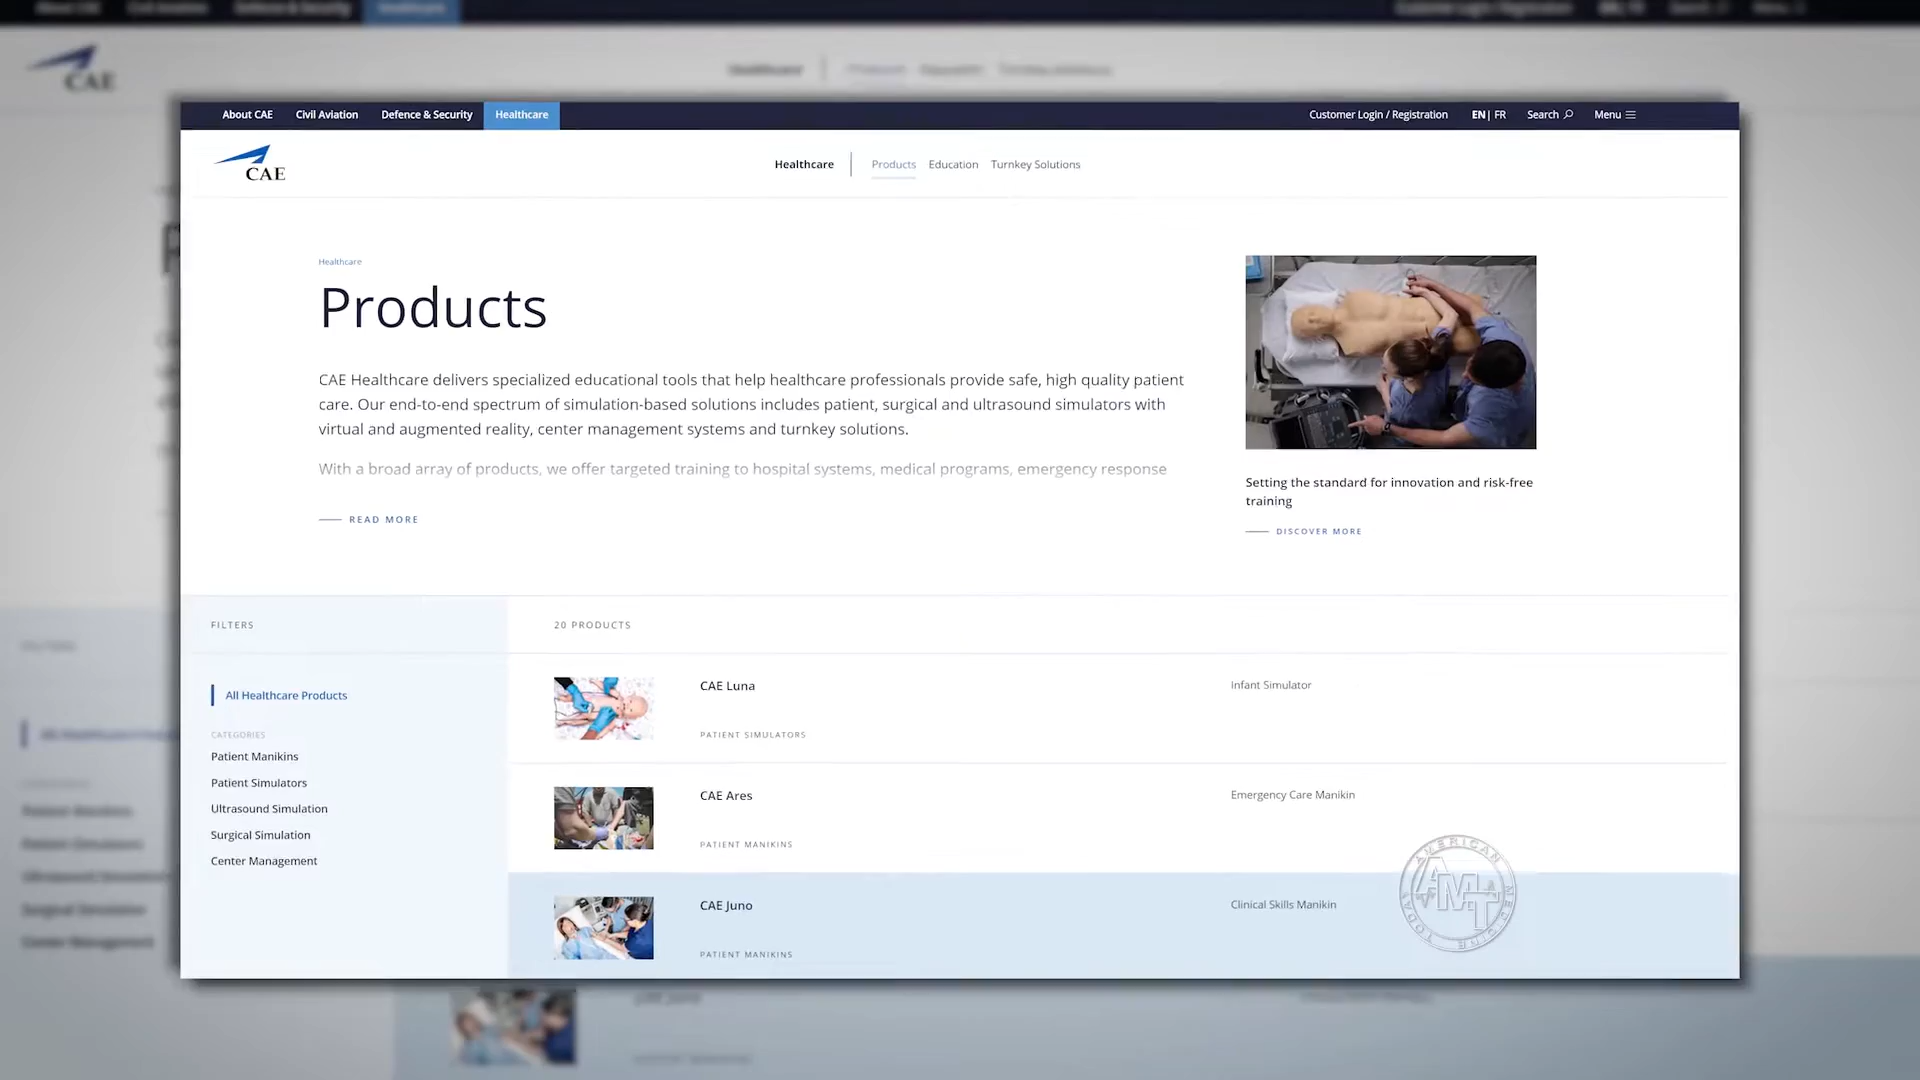 About CAE Civil Aviation Defence & Security Healthcare Customer Login / Registration EN | FR Search Menu
CAE
Healthcare Products Education Turnkey Solutions
Healthcare
Products
CAE Healthcare delivers specialized educational tools that help healthcare professionals provide safe, high quality patient
care. Our end-to-end spectrum of simulation-based solutions includes patient, surgical and ultrasound simulators with
virtual and augmented reality, center management systems and turnkey solutions.
With a broad array of products, we offer targeted training to hospital systems, medical programs, emergency response
READ MORE
Setting the standard for innovation and risk-free
training
DISCOVER MORE
FILTERS
All Healthcare Products
CATEGORIES
Patient Manikins
Patient Simulators
Ultrasound Simulation
Surgical Simulation
Center Management
20 PRODUCTS
CAE Luna Infant Simulator
PATIENT SIMULATORS
CAE Ares Emergency Care Manikin
PATIENT MANIKINS
CAE Juno Clinical Skills Manikin
PATIENT MANIKINS
AMERICAN
MEDICINE
TODAY
AMT